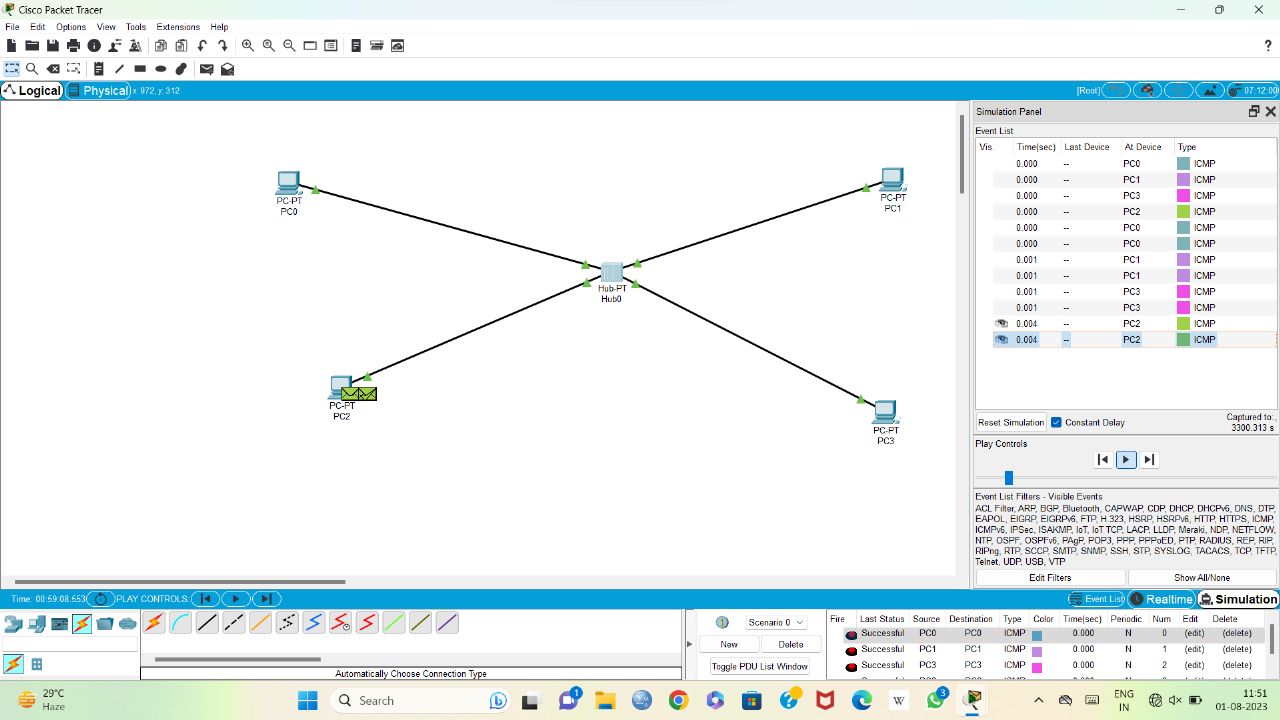 Cisco Packet Tracer
File Edit Options View Tools Extensions Help
?
Logical Physical x: 972, y: 312 [Root] 07:12:00
PC-PT
PC0
PC-PT
PC1
Hub-PT
Hub0
PC-PT
PC2
PC-PT
PC3
Simulation Panel
Event List
Vis. Time(sec) Last Device At Device Type
0.000 -- PC0 ICMP
0.000 -- PC1 ICMP
0.000 -- PC3 ICMP
0.000 -- PC2 ICMP
0.000 -- PC0 ICMP
0.000 -- PC0 ICMP
0.001 -- PC1 ICMP
0.001 -- PC1 ICMP
0.001 -- PC3 ICMP
0.001 -- PC3 ICMP
0.004 -- PC2 ICMP
0.004 -- PC2 ICMP
Reset Simulation Constant Delay Captured to:
3300.313 s
Play Controls
Event List Filters - Visible Events
ACL Filter, ARP, BGP, Bluetooth, CAPWAP, CDP, DHCP, DHCPv6, DNS, DTP,
EAPOL, EIGRP, EIGRPv6, FTP, H.323, HSRP, HSRPv6, HTTP, HTTPS, ICMP,
ICMPv6, IPSec, ISAKMP, IoT, IoT TCP, LACP, LLDP, Meraki, NDP, NETFLOW,
NTP, OSPF, OSPFv6, PAgP, POP3, PPP, PPPoED, PTP, RADIUS, REP, RIP,
RIPng, RTP, SCCP, SMTP, SNMP, SSH, STP, SYSLOG, TACACS, TCP, TFTP,
Telnet, UDP, USB, VTP
Edit Filters Show All/None
Time: 00:59:08.553 PLAY CONTROLS: Event List Realtime Simulation
Automatically Choose Connection Type
Scenario 0
New Delete
Toggle PDU List Window
Fire Last Status Source Destination Type Color Time(sec) Periodic Num Edit Delete
Successful PC0 PC0 ICMP 0.000 N 0 (edit) (delete)
Successful PC1 PC1 ICMP 0.000 N 1 (edit) (delete)
Successful PC3 PC3 ICMP 0.000 N 2 (edit) (delete)
29°C
Haze
Search
1
W
3
ENG
IN
11:51
01-08-2023